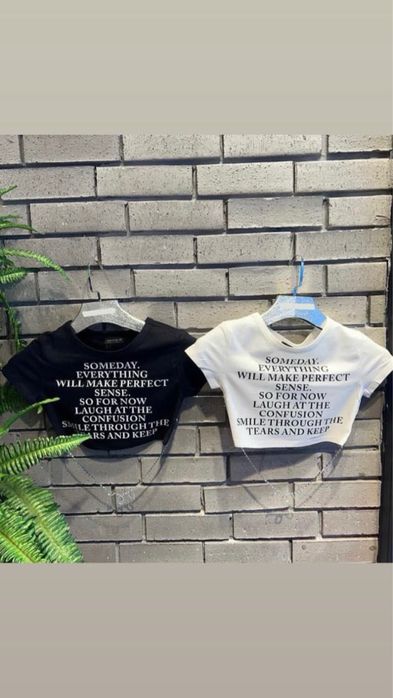 SOMEDAY.
EVERYTHING
WILL MAKE PERFECT
SENSE.
SO FOR NOW
LAUGH AT THE
CONFUSION
SMILE THROUGH THE
TEARS AND KEEP
SOMEDAY.
EVERYTHING
WILL MAKE PERFECT
SENSE.
SO FOR NOW
LAUGH AT THE
CONFUSION
SMILE THROUGH THE
TEARS AND KEEP